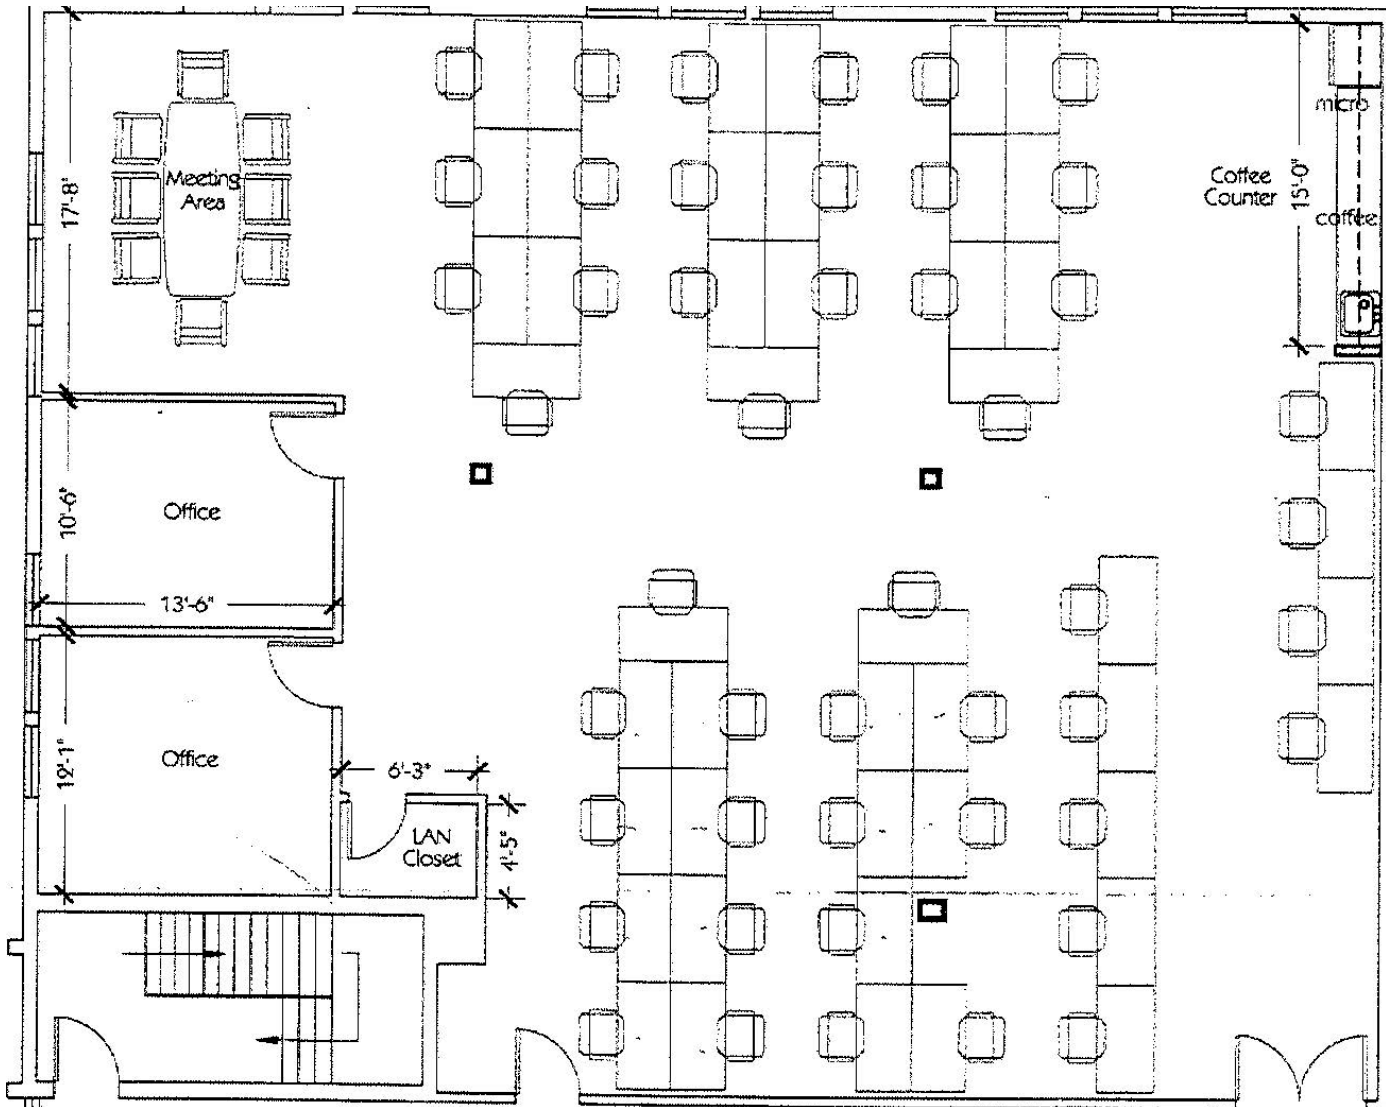 17'-8"
Meeting
Area
micro
Coffee
Counter
15'-0"
coffee
10'-6"
Office
13'-6"
12'-1"
Office
6'-3"
LAN
Closet
4'-5"